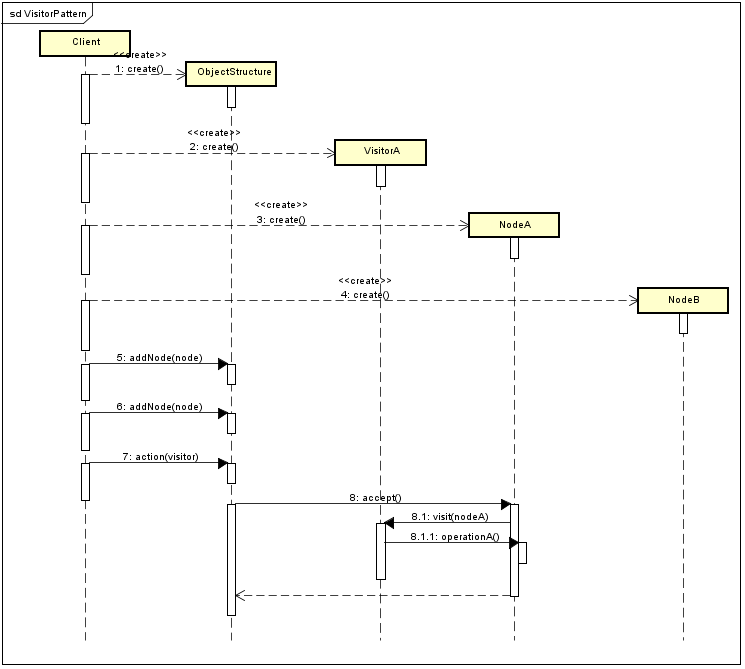 sd VisitorPattern
Client
<<create>>
1: create()
ObjectStructure
<<create>>
2: create()
VisitorA
<<create>>
3: create()
NodeA
<<create>>
4: create()
NodeB
5: addNode(node)
6: addNode(node)
7: action(visitor)
8: accept()
8.1: visit(nodeA)
8.1.1: operationA()